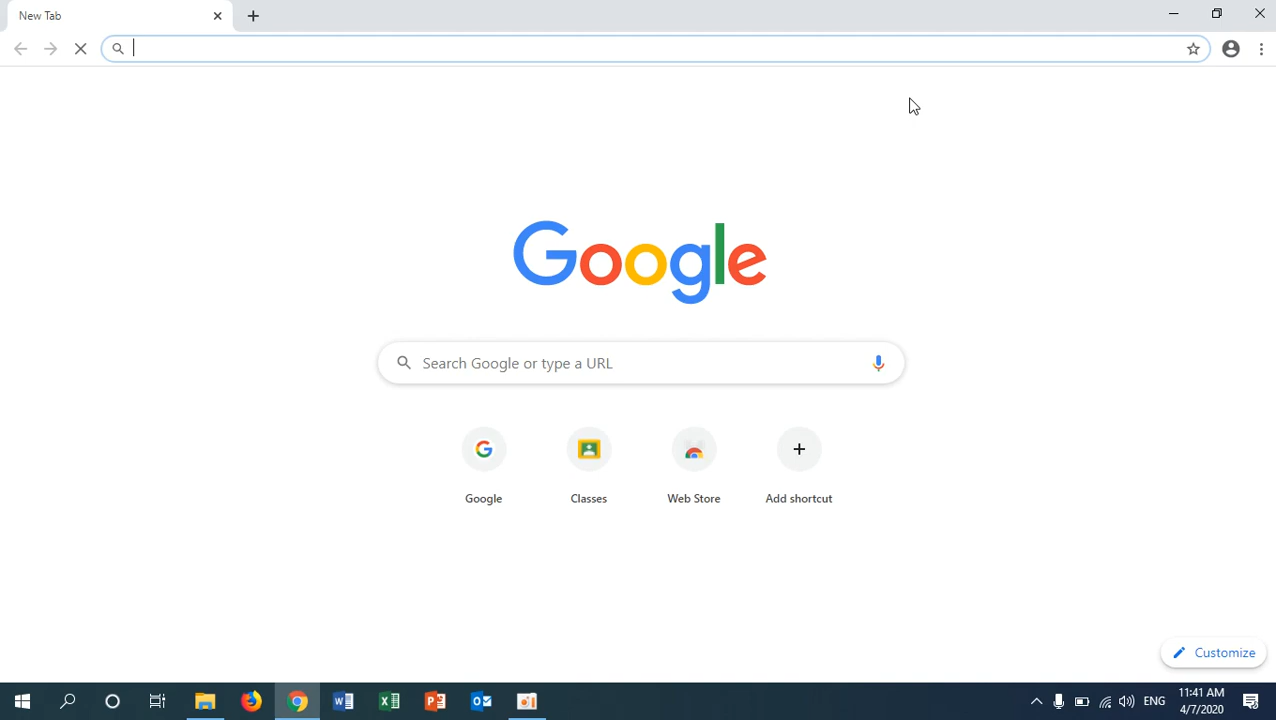 New Tab
Google
Search Google or type a URL
Google
Classes
Web Store
Add shortcut
Customize
ENG
11:41 AM
4/7/2020